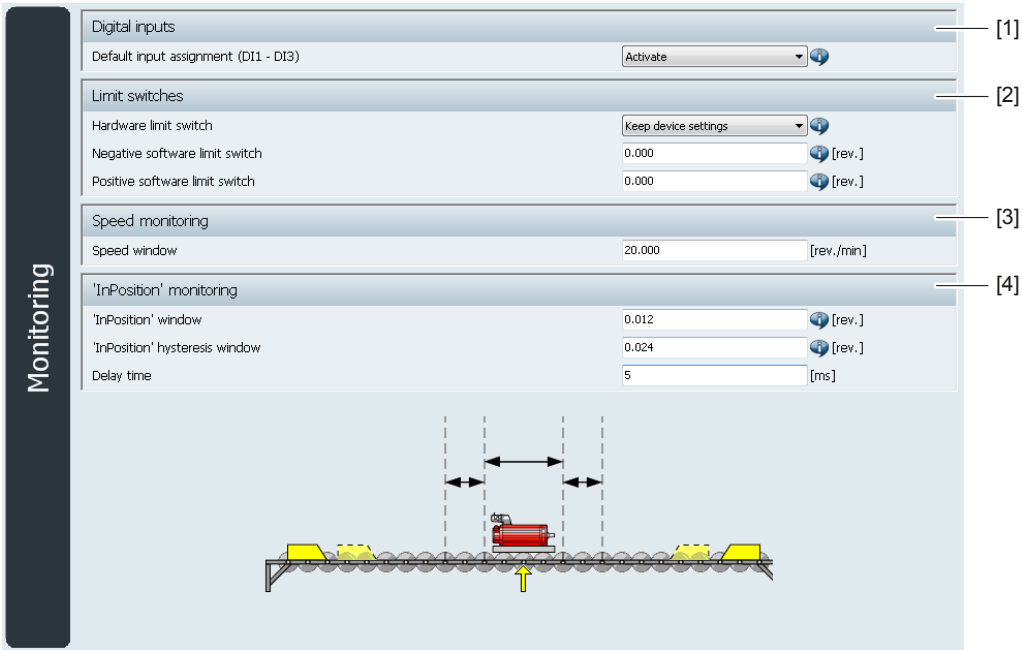 Monitoring
Digital inputs [1]
Default input assignment (DI1 - DI3) Activate
Limit switches [2]
Hardware limit switch Keep device settings
Negative software limit switch 0.000 [rev.]
Positive software limit switch 0.000 [rev.]
Speed monitoring [3]
Speed window 20.000 [rev./min]
'InPosition' monitoring [4]
'InPosition' window 0.012 [rev.]
'InPosition' hysteresis window 0.024 [rev.]
Delay time 5 [ms]